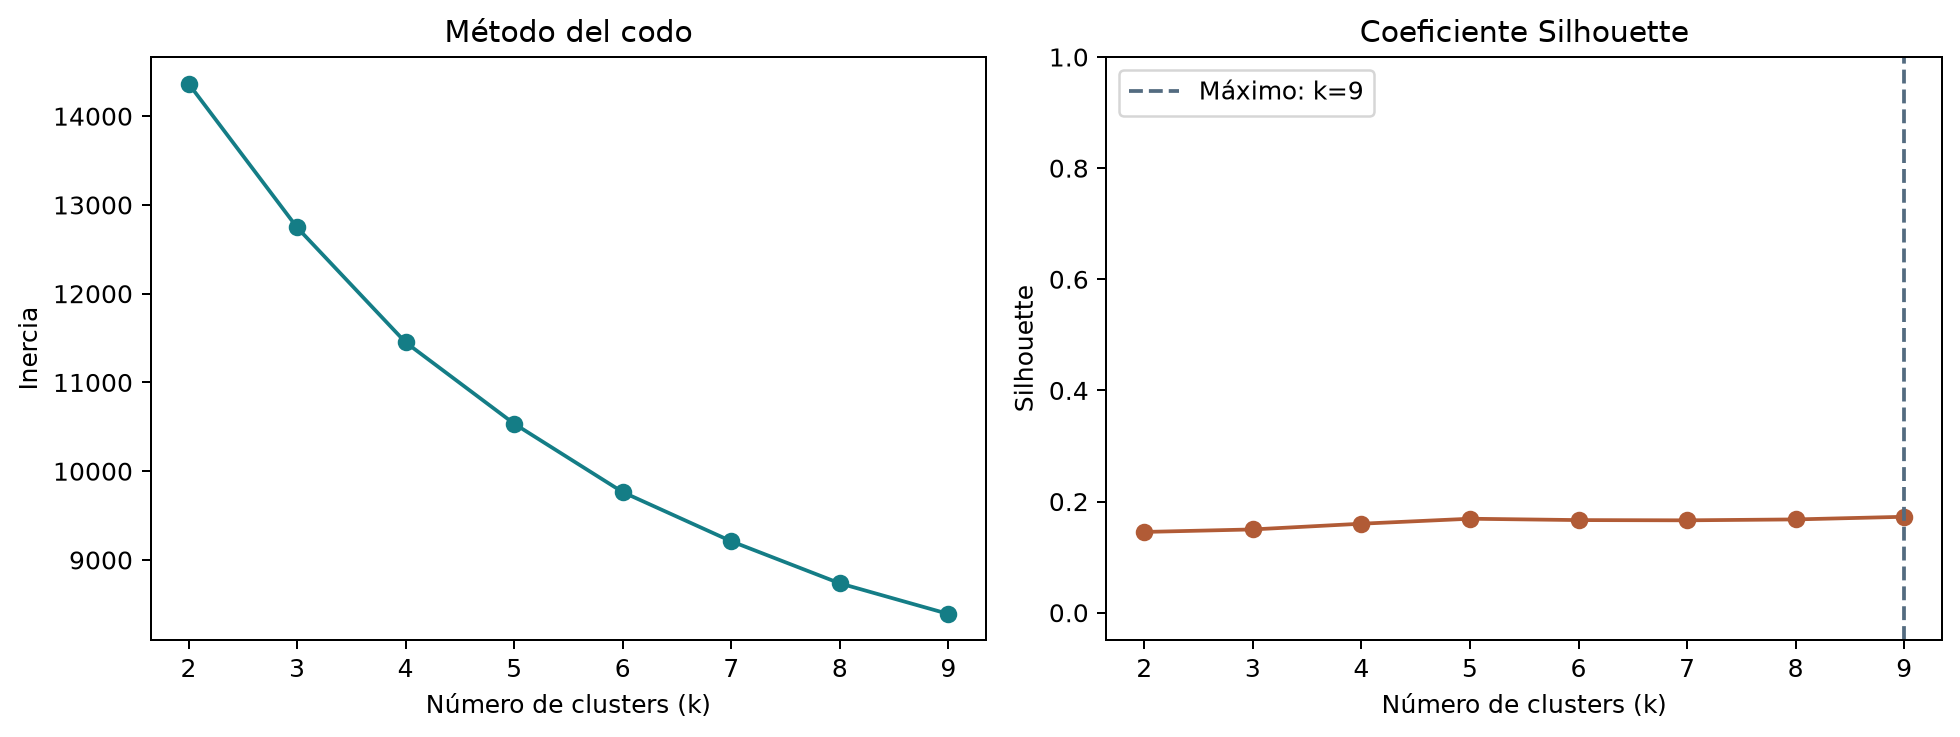 Método del codo
14000
13000
12000
11000
10000
9000
Inercia
2 3 4 5 6 7 8 9
Número de clusters (k)
Coeficiente Silhouette
Máximo: k=9
1.0
0.8
0.6
0.4
0.2
0.0
Silhouette
2 3 4 5 6 7 8 9
Número de clusters (k)